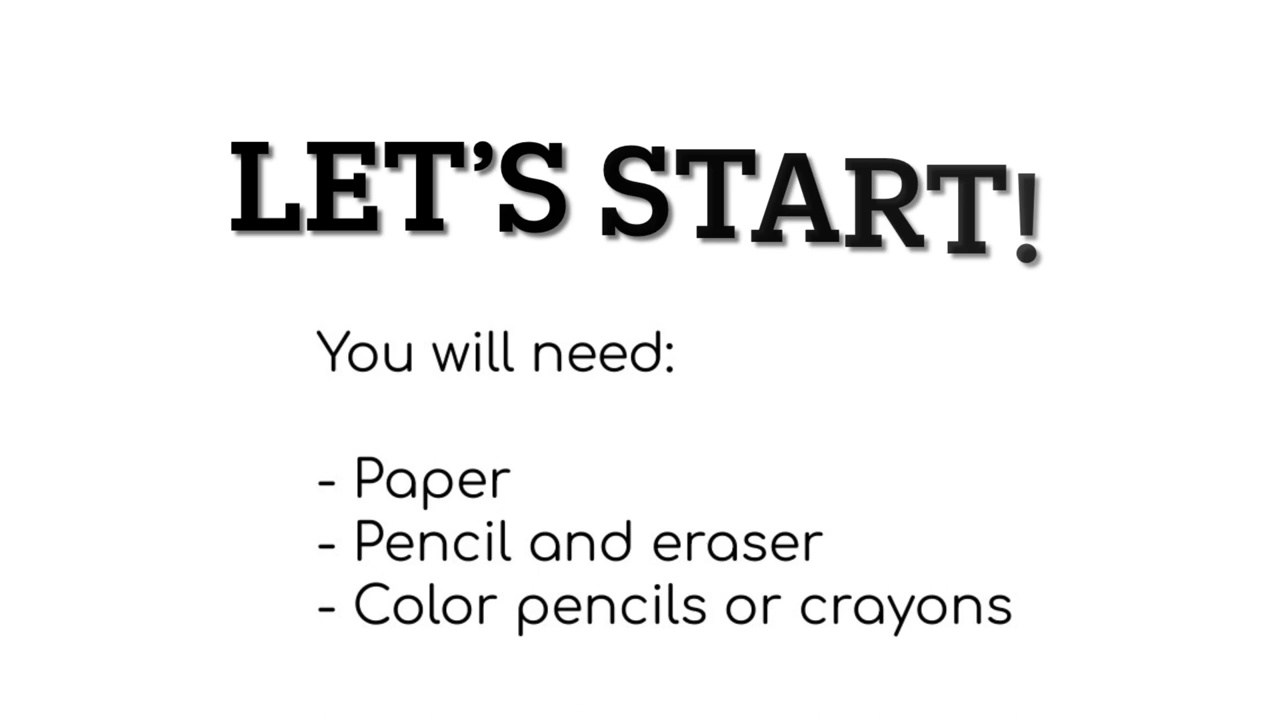 LET’S START!
You will need:
- Paper
- Pencil and eraser
- Color pencils or crayons